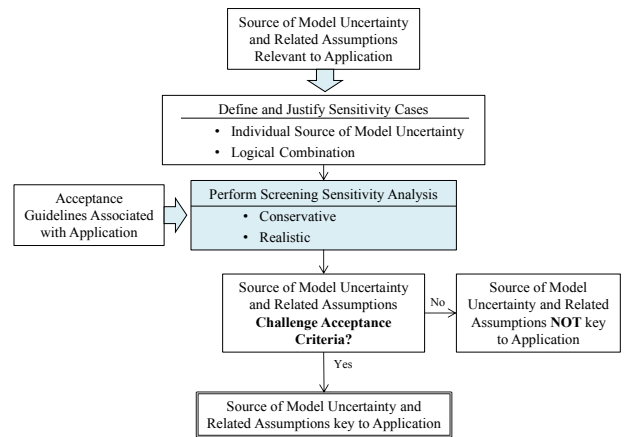 Source of Model Uncertainty
and Related Assumptions
Relevant to Application
Define and Justify Sensitivity Cases
• Individual Source of Model Uncertainty
• Logical Combination
Acceptance
Guidelines Associated
with Application
Perform Screening Sensitivity Analysis
• Conservative
• Realistic
Source of Model Uncertainty
and Related Assumptions
Challenge Acceptance
Criteria?
No
Source of Model
Uncertainty and Related
Assumptions NOT key
to Application
Yes
Source of Model Uncertainty and
Related Assumptions key to Application